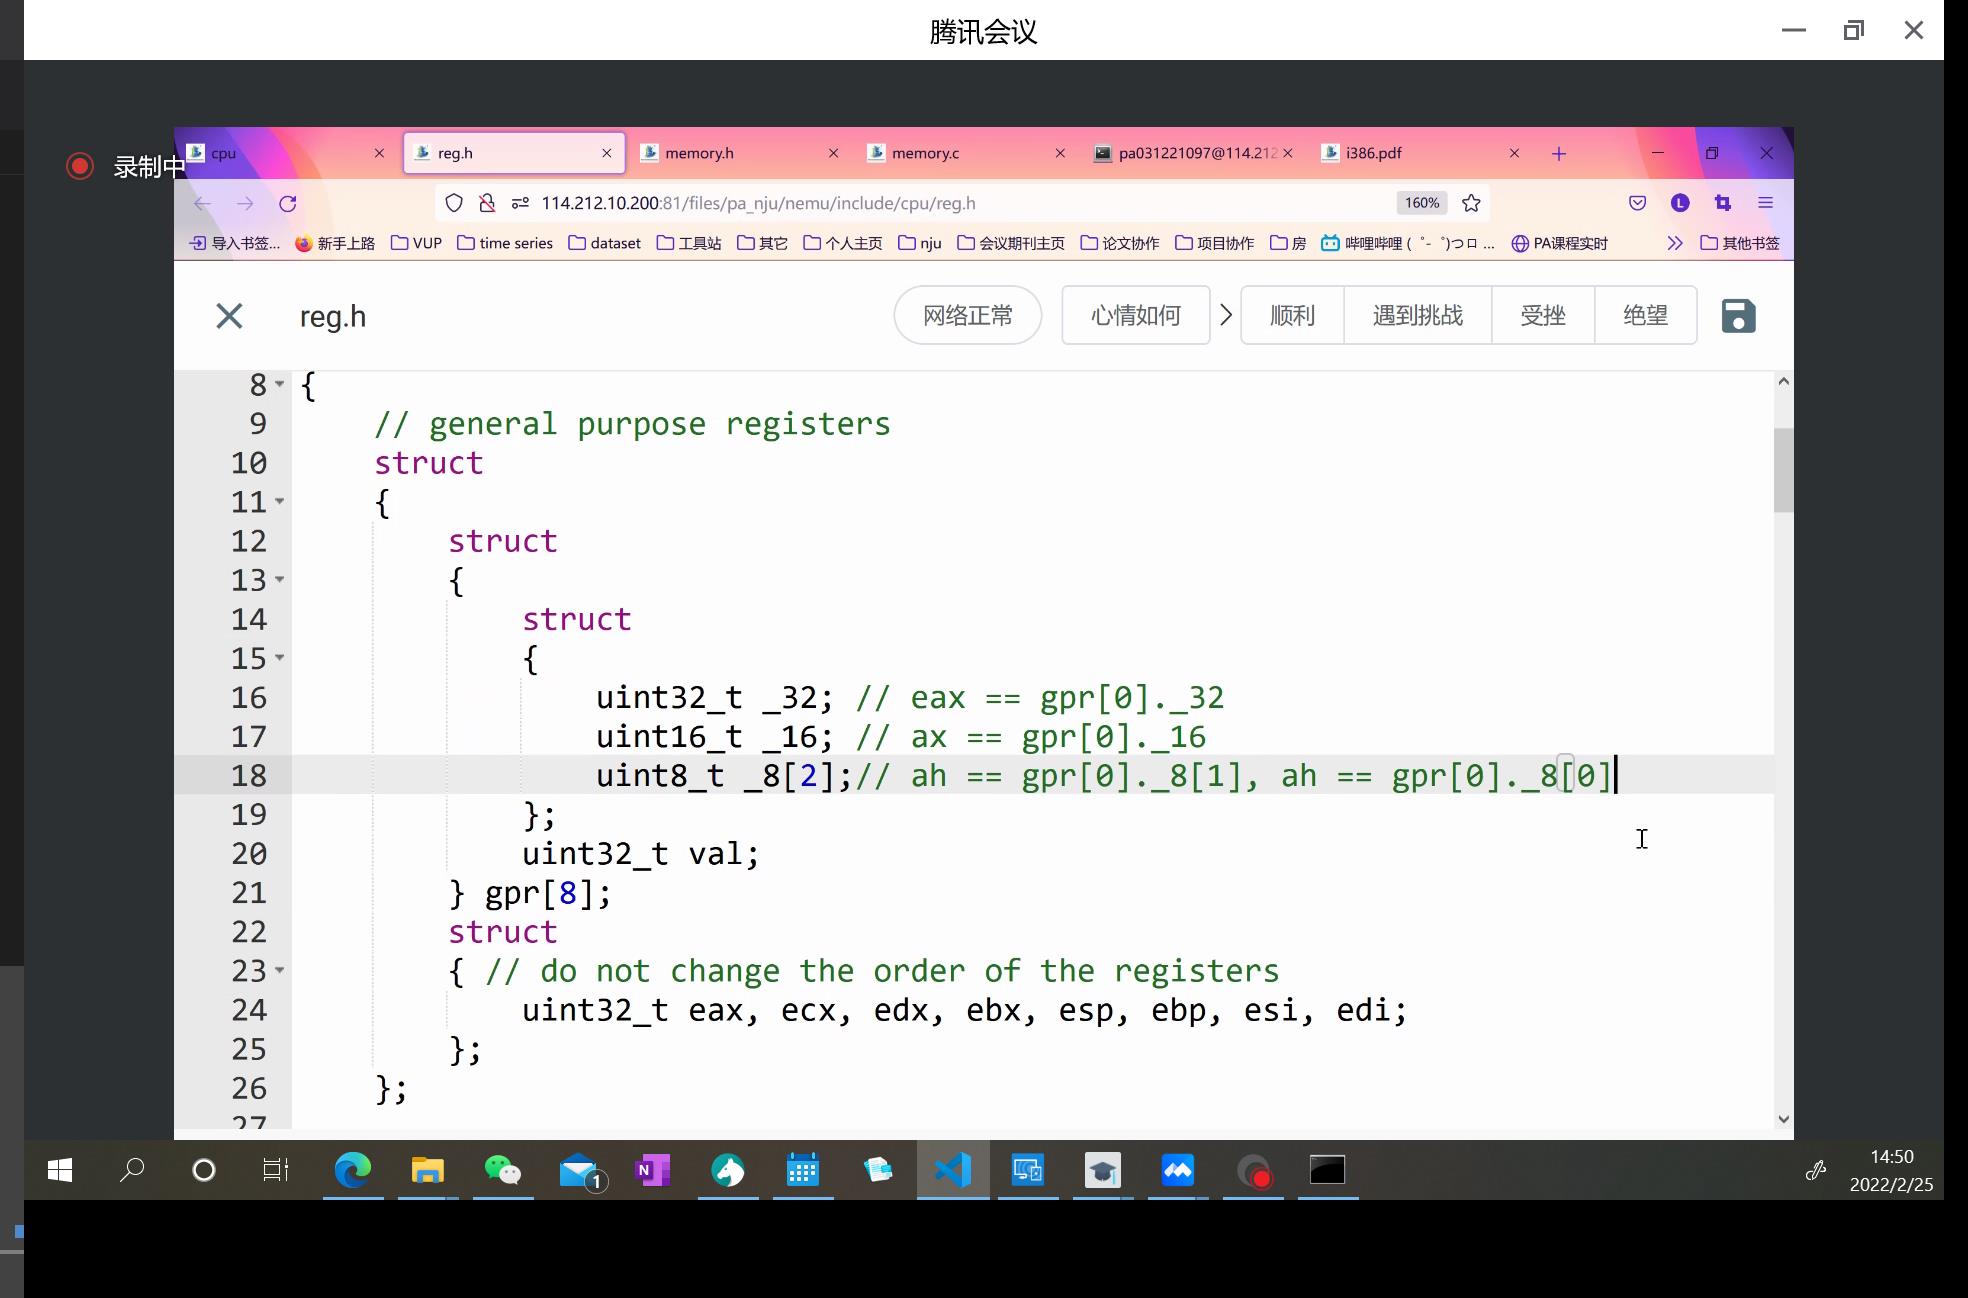 腾讯会议
录制中
cpu
reg.h
memory.h
memory.c
pa031221097@114.212
i386.pdf
114.212.10.200:81/files/pa_nju/nemu/include/cpu/reg.h
160%
L
导入书签...
新手上路
VUP
time series
dataset
工具站
其它
个人主页
nju
会议期刊主页
论文协作
项目协作
房
哔哩哔哩 ( ゜- ゜)つロ ...
PA课程实时
其他书签
reg.h
网络正常
心情如何
顺利
遇到挑战
受挫
绝望
8 {
9 // general purpose registers
10 struct
11 {
12 struct
13 {
14 struct
15 {
16 uint32_t _32; // eax == gpr[0]._32
17 uint16_t _16; // ax == gpr[0]._16
18 uint8_t _8[2];// ah == gpr[0]._8[1], ah == gpr[0]._8[0]
19 };
20 uint32_t val;
21 } gpr[8];
22 struct
23 { // do not change the order of the registers
24 uint32_t eax, ecx, edx, ebx, esp, ebp, esi, edi;
25 };
26 };
27
N
1
14:50
2022/2/25